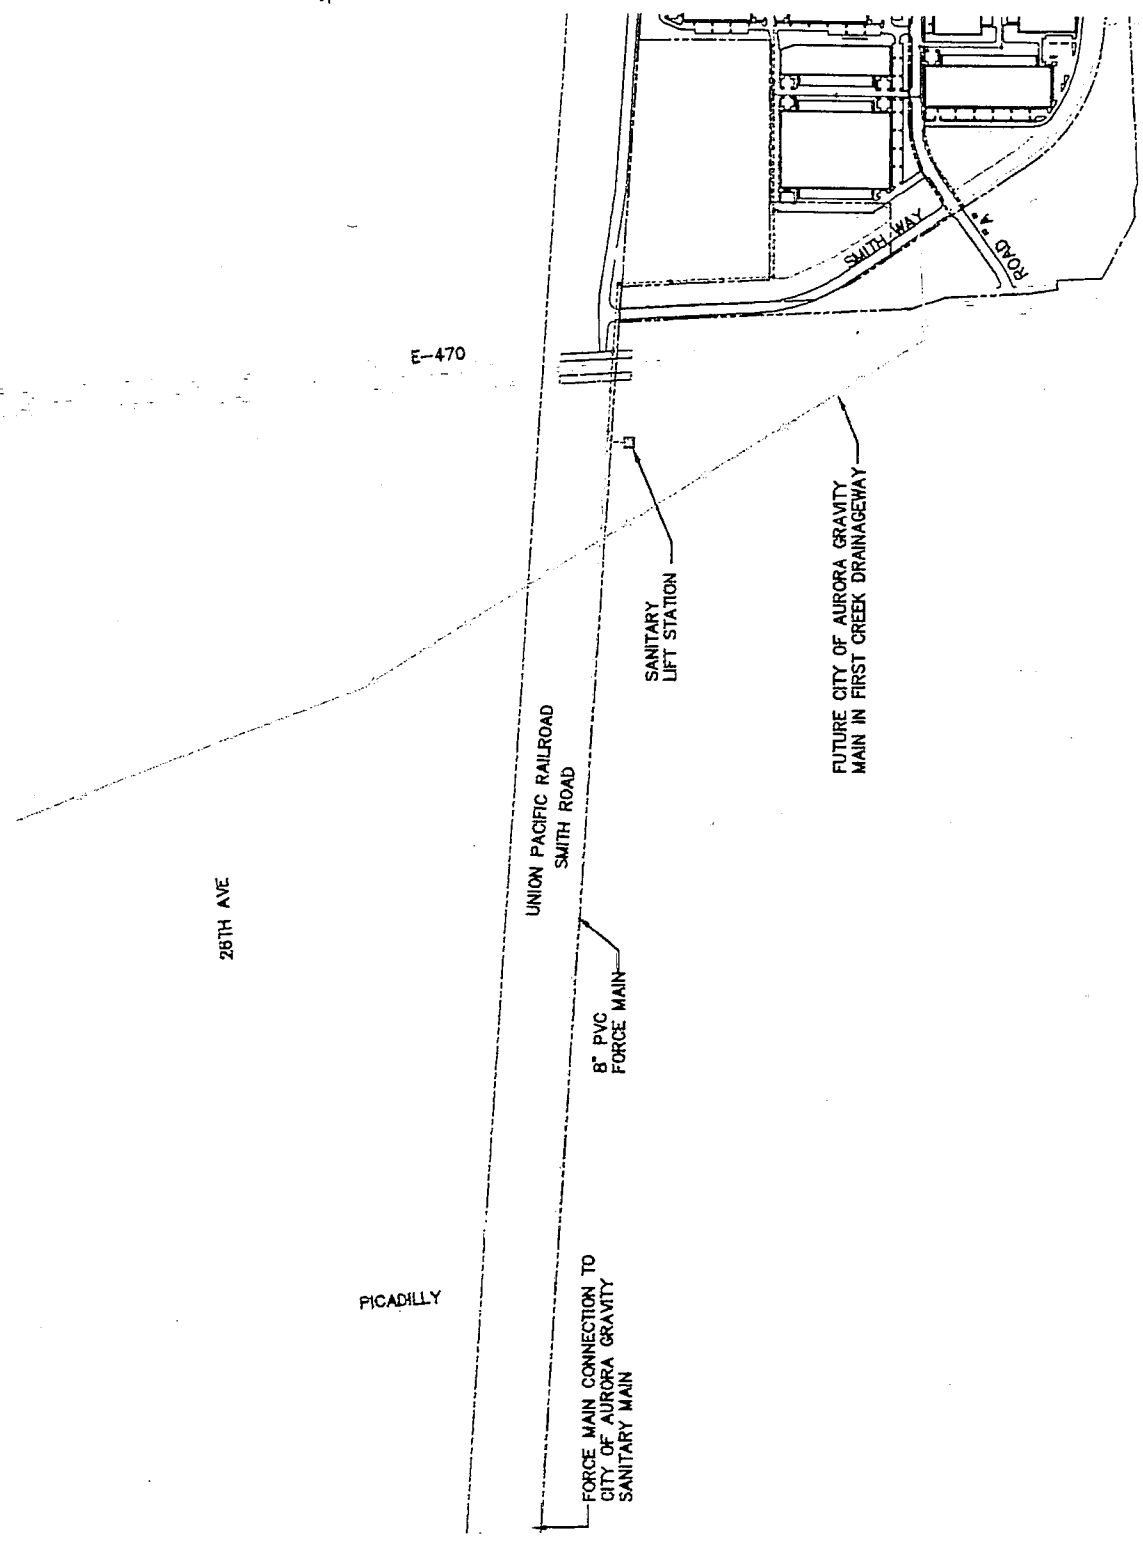 E-470
SMITH WAY
ROAD "A"
SANITARY
LIFT STATION
FUTURE CITY OF AURORA GRAVITY
MAIN IN FIRST CREEK DRAINAGEWAY
UNION PACIFIC RAILROAD
SMITH ROAD
26TH AVE
8" PVC
FORCE MAIN
PICADILLY
FORCE MAIN CONNECTION TO
CITY OF AURORA GRAVITY
SANITARY MAIN